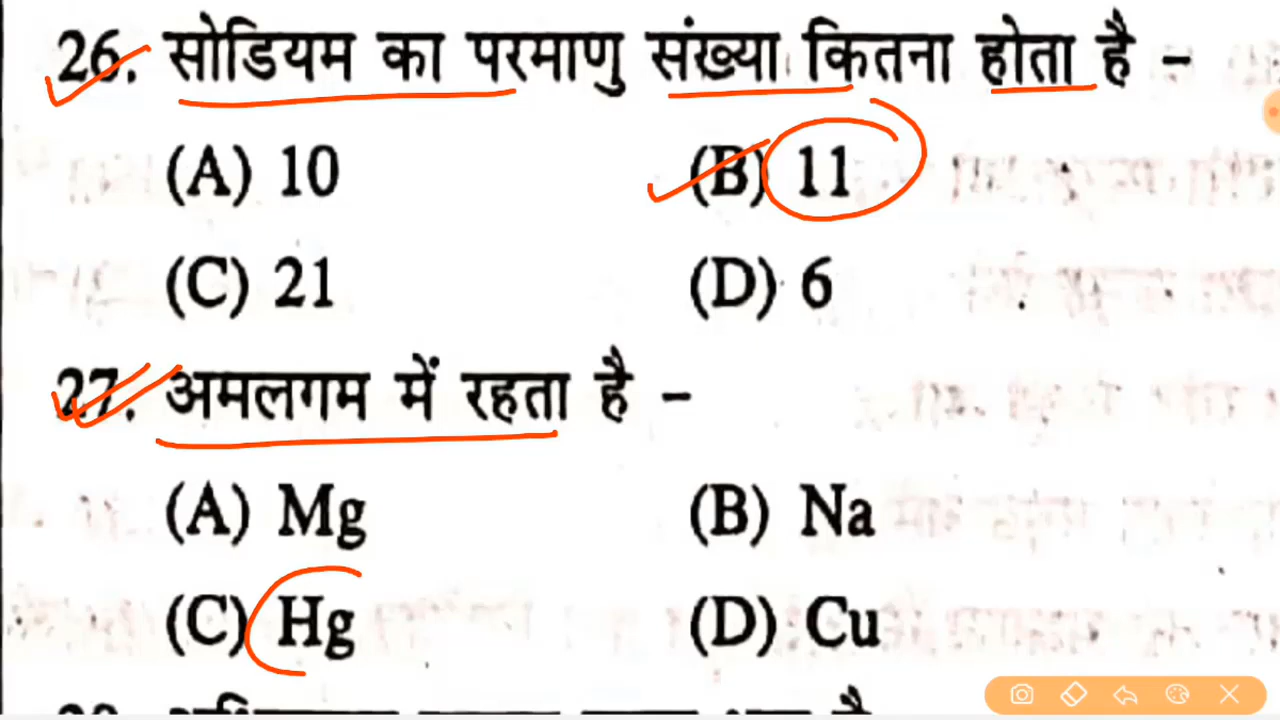 26. सोडियम का परमाणु संख्या कितना होता है –
(A) 10 (B) 11
(C) 21 (D) 6
27. अमलगम में रहता है –
(A) Mg (B) Na
(C) Hg (D) Cu